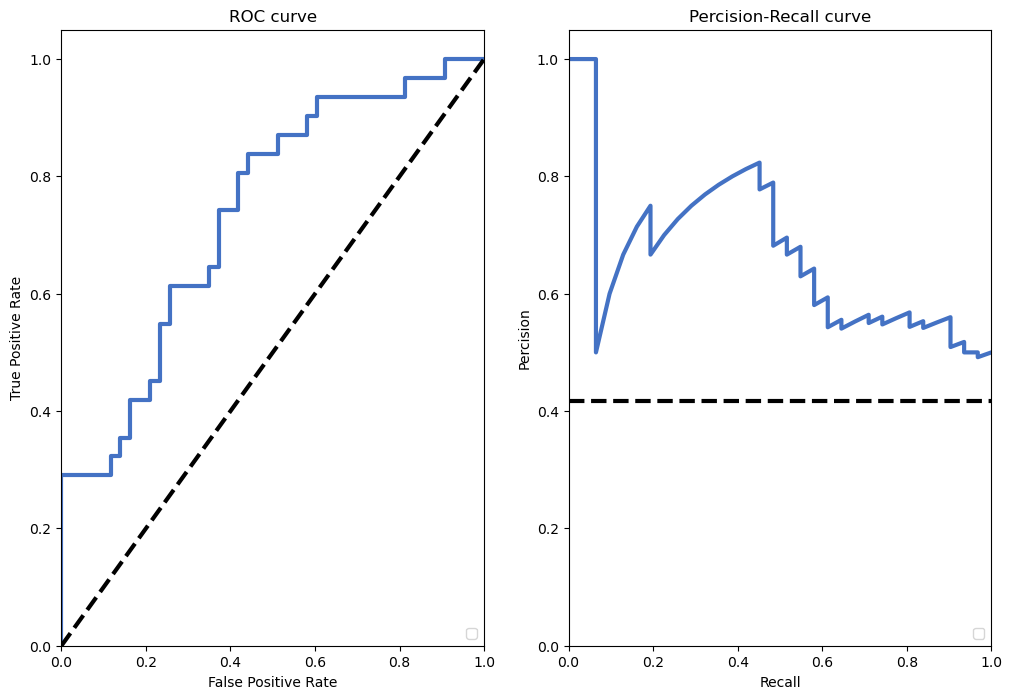 ROC curve
1.0
0.8
0.6
0.4
0.2
0.0
True Positive Rate
0.0 0.2 0.4 0.6 0.8 1.0
False Positive Rate
Percision-Recall curve
1.0
0.8
0.6
0.4
0.2
0.0
Percision
0.0 0.2 0.4 0.6 0.8 1.0
Recall